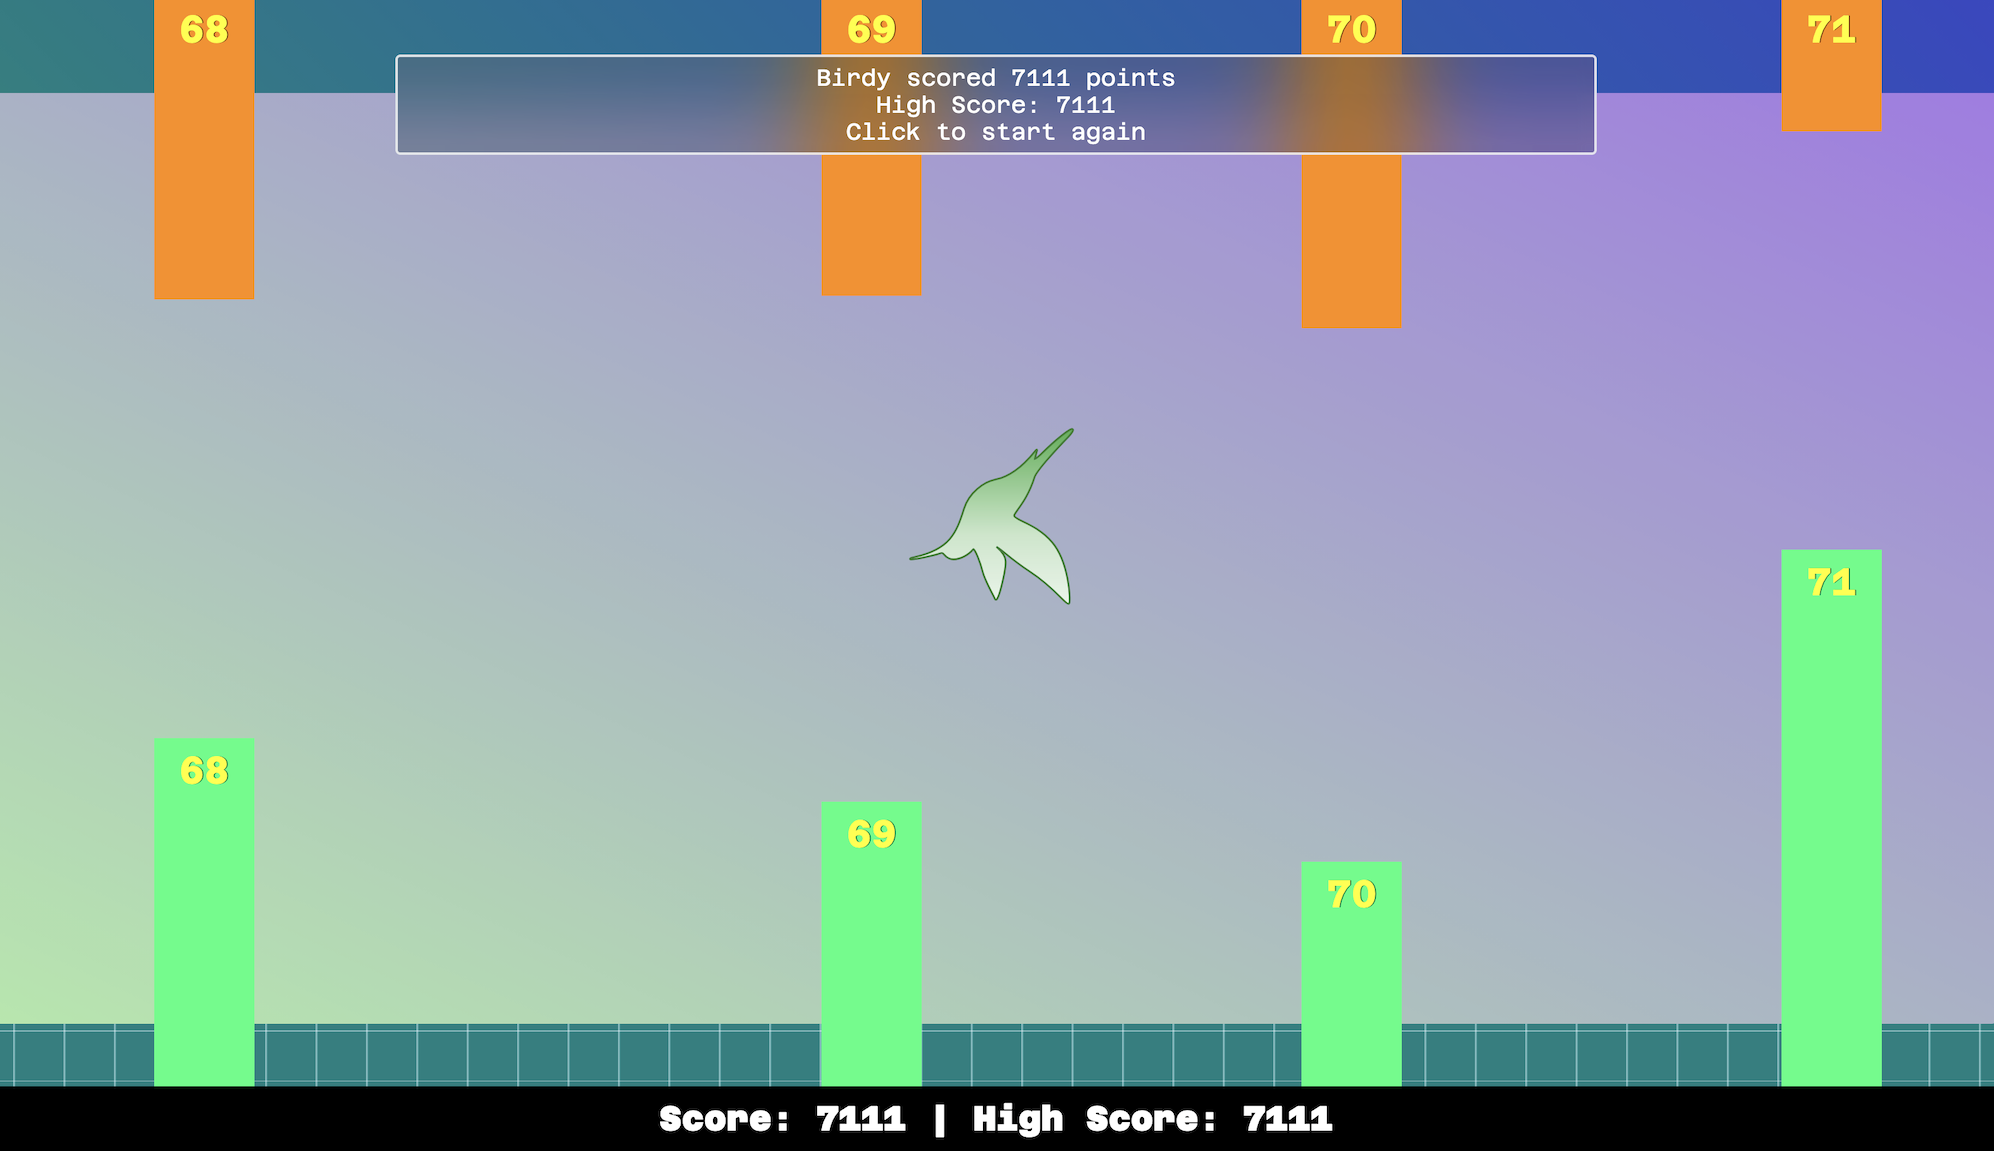 68
69
70
71
Birdy scored 7111 points
High Score: 7111
Click to start again
71
68
69
70
Score: 7111 | High Score: 7111